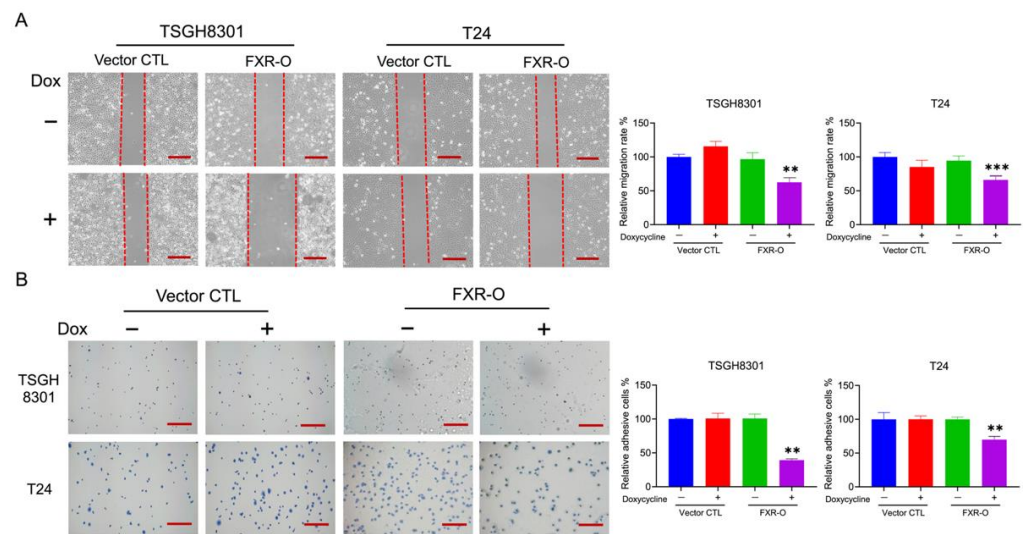 A
TSGH8301
T24
Vector CTL
FXR-O
Vector CTL
FXR-O
Dox
−
+
TSGH8301
Relative migration rate %
150
100
50
0
− + − +
Doxycycline
Vector CTL
FXR-O
**
T24
Relative migration rate %
150
100
50
0
− + − +
Doxycycline
Vector CTL
FXR-O
***
B
Vector CTL
FXR-O
Dox − + − +
TSGH
8301
T24
TSGH8301
Relative adhesive cells %
150
100
50
0
− + − +
Doxycycline
Vector CTL
FXR-O
**
T24
Relative adhesive cells %
150
100
50
0
− + − +
Doxycycline
Vector CTL
FXR-O
**